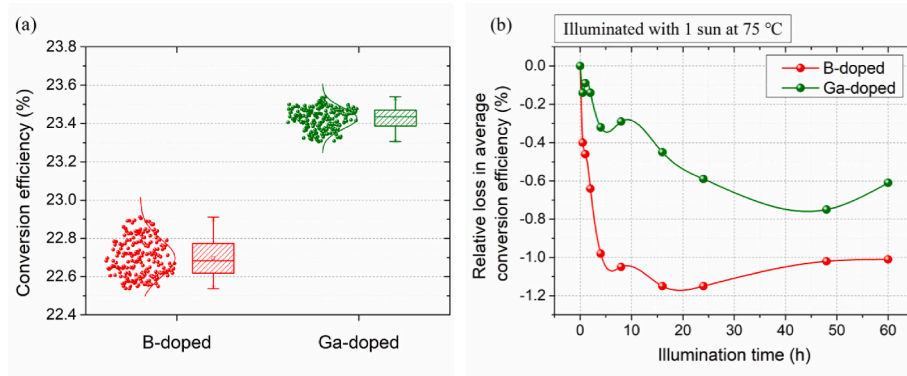 (a)
Conversion efficiency (%)
23.8
23.6
23.4
23.2
23.0
22.8
22.6
22.4
B-doped
Ga-doped
(b)
Illuminated with 1 sun at 75 °C
Relative loss in average
conversion efficiency (%)
0.0
-0.2
-0.4
-0.6
-0.8
-1.0
-1.2
B-doped
Ga-doped
0
10
20
30
40
50
60
Illumination time (h)